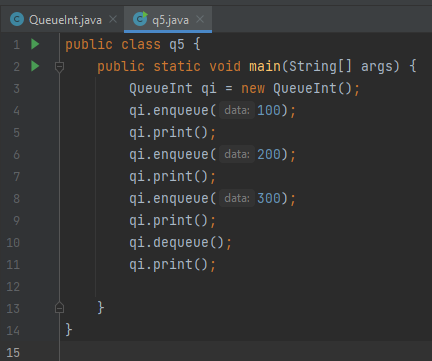 QueueInt.java × q5.java ×
1 public class q5 {
2 public static void main(String[] args) {
3 QueueInt qi = new QueueInt();
4 qi.enqueue( data: 100);
5 qi.print();
6 qi.enqueue( data: 200);
7 qi.print();
8 qi.enqueue( data: 300);
9 qi.print();
10 qi.dequeue();
11 qi.print();
12
13 }
14 }
15